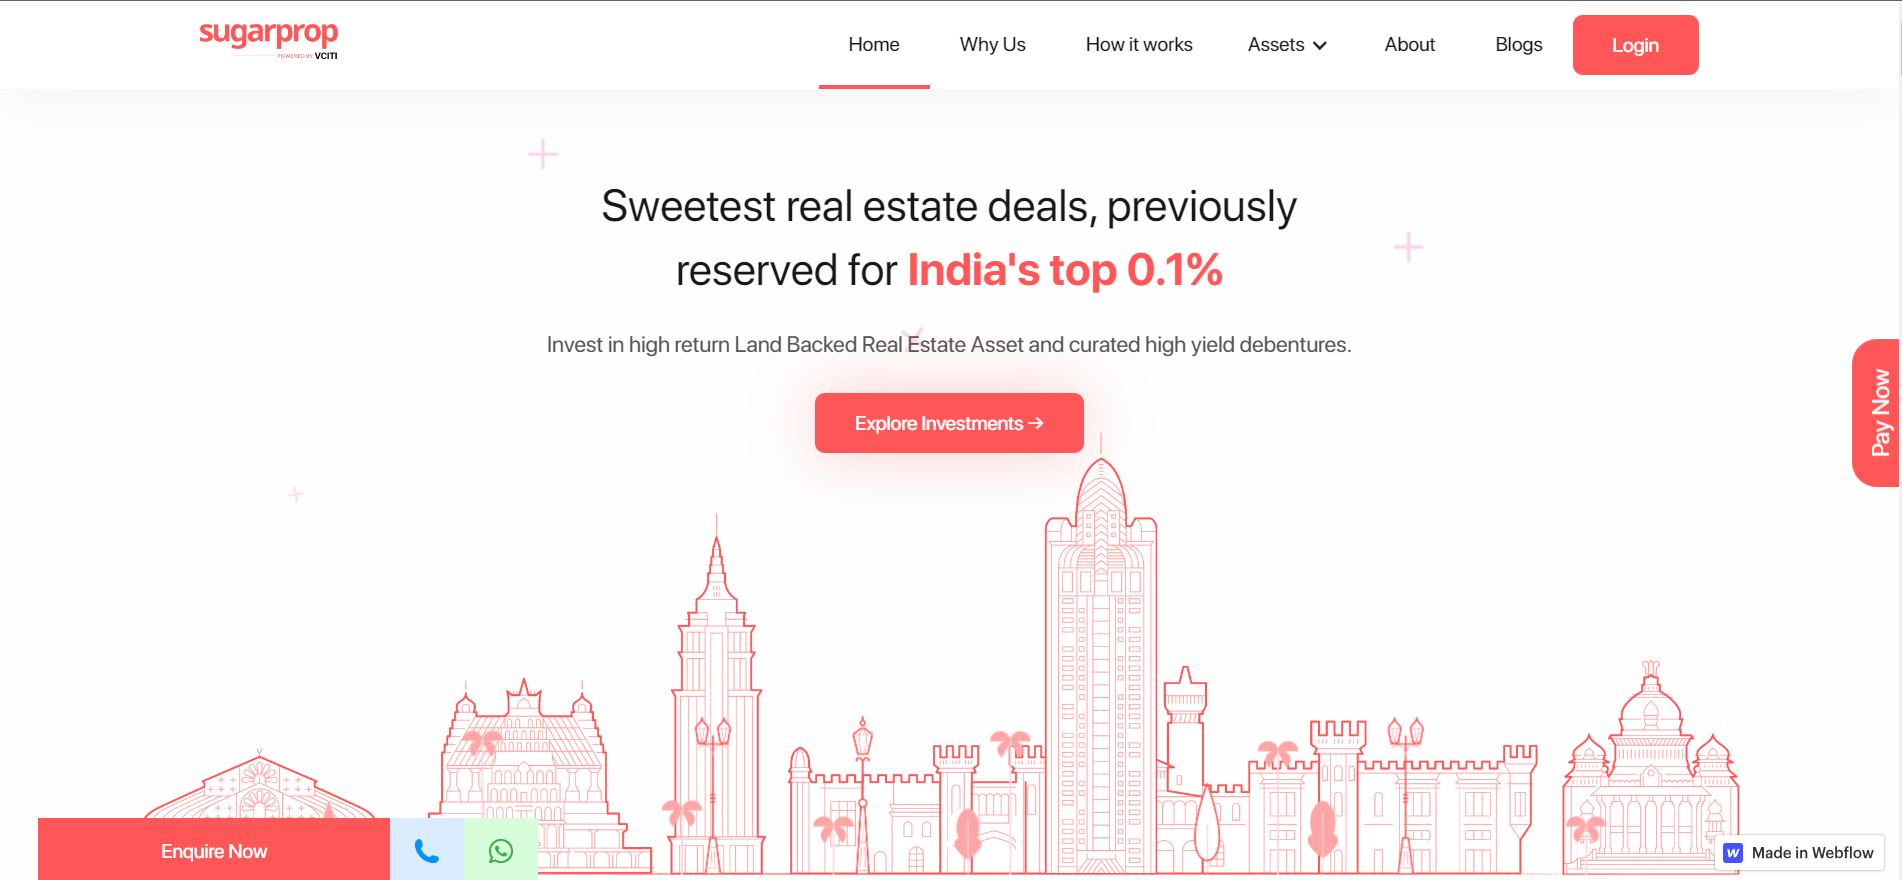 sugarprop
POWERED BY VCITI
Home
Why Us
How it works
Assets
About
Blogs
Login
Sweetest real estate deals, previously
reserved for India's top 0.1%
Invest in high return Land Backed Real Estate Asset and curated high yield debentures.
Explore Investments →
Pay Now
Enquire Now
Made in Webflow